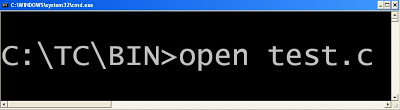 C:\WINDOWS\system32\cmd.exe
C:\TC\BIN>open test.c